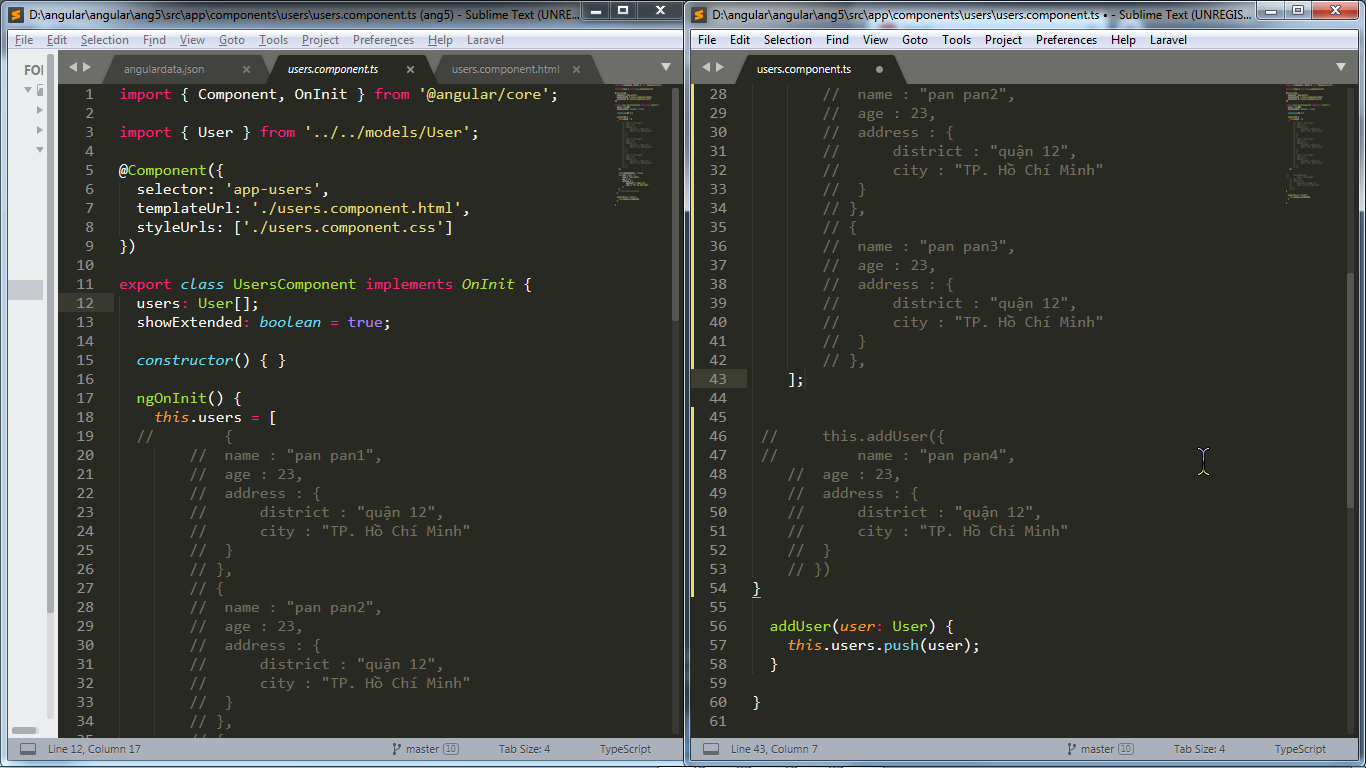 D:\angular\angular\ang5\src\app\components\users\users.component.ts (ang5) - Sublime Text (UNRE...
File Edit Selection Find View Goto Tools Project Preferences Help Laravel
FOI
angulardata.json × users.component.ts × users.component.html ×
1 import { Component, OnInit } from '@angular/core';
2
3 import { User } from '../../models/User';
4
5 @Component({
6 selector: 'app-users',
7 templateUrl: './users.component.html',
8 styleUrls: ['./users.component.css']
9 })
10
11 export class UsersComponent implements OnInit {
12 users: User[];
13 showExtended: boolean = true;
14
15 constructor() { }
16
17 ngOnInit() {
18 this.users = [
19 // {
20 // name : "pan pan1",
21 // age : 23,
22 // address : {
23 // district : "quận 12",
24 // city : "TP. Hồ Chí Minh"
25 // }
26 // },
27 // {
28 // name : "pan pan2",
29 // age : 23,
30 // address : {
31 // district : "quận 12",
32 // city : "TP. Hồ Chí Minh"
33 // }
34 // },
Line 12, Column 17 master 10 Tab Size: 4 TypeScript
D:\angular\angular\ang5\src\app\components\users\users.component.ts • - Sublime Text (UNREGIS...
File Edit Selection Find View Goto Tools Project Preferences Help Laravel
users.component.ts
28 // name : "pan pan2",
29 // age : 23,
30 // address : {
31 // district : "quận 12",
32 // city : "TP. Hồ Chí Minh"
33 // }
34 // },
35 // {
36 // name : "pan pan3",
37 // age : 23,
38 // address : {
39 // district : "quận 12",
40 // city : "TP. Hồ Chí Minh"
41 // }
42 // },
43 ];
44
45
46 // this.addUser({
47 // name : "pan pan4",
48 // age : 23,
49 // address : {
50 // district : "quận 12",
51 // city : "TP. Hồ Chí Minh"
52 // }
53 // })
54 }
55
56 addUser(user: User) {
57 this.users.push(user);
58 }
59
60 }
61
Line 43, Column 7 master 10 Tab Size: 4 TypeScript